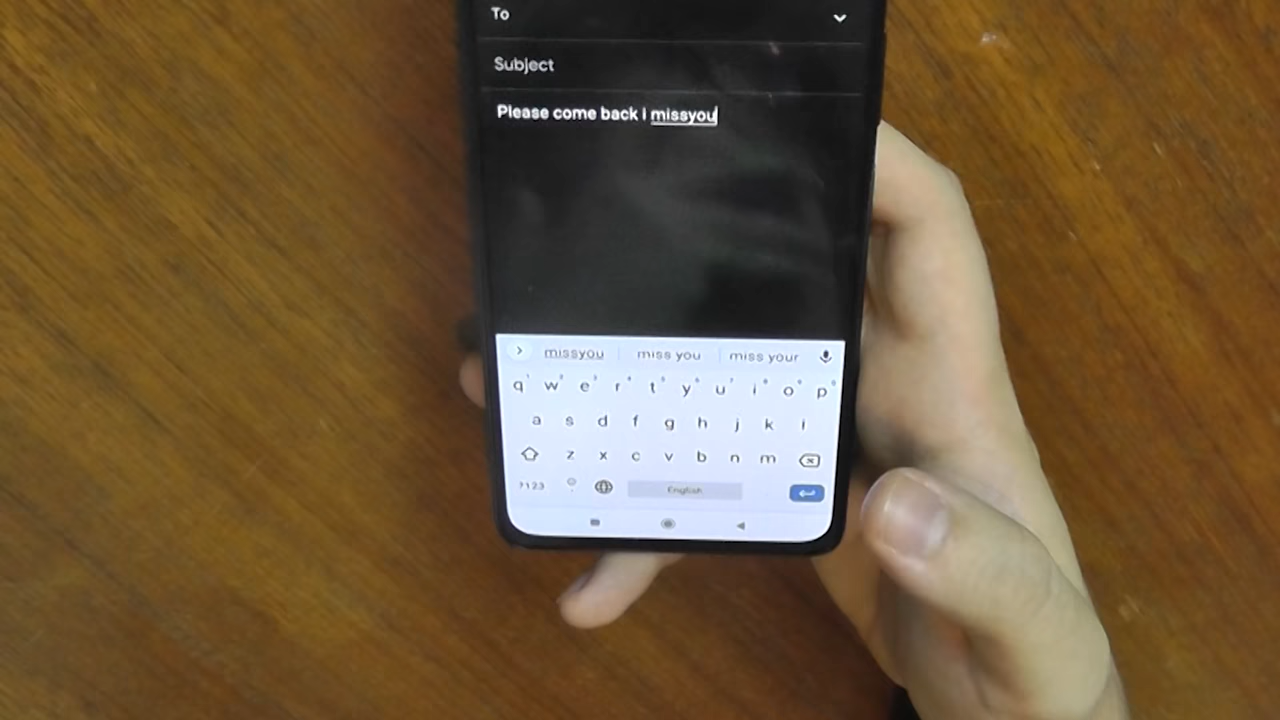 To
Subject
Please come back I missyou
missyou miss you miss your
q w e r t y u i o p
a s d f g h j k l
z x c v b n m
?123 English